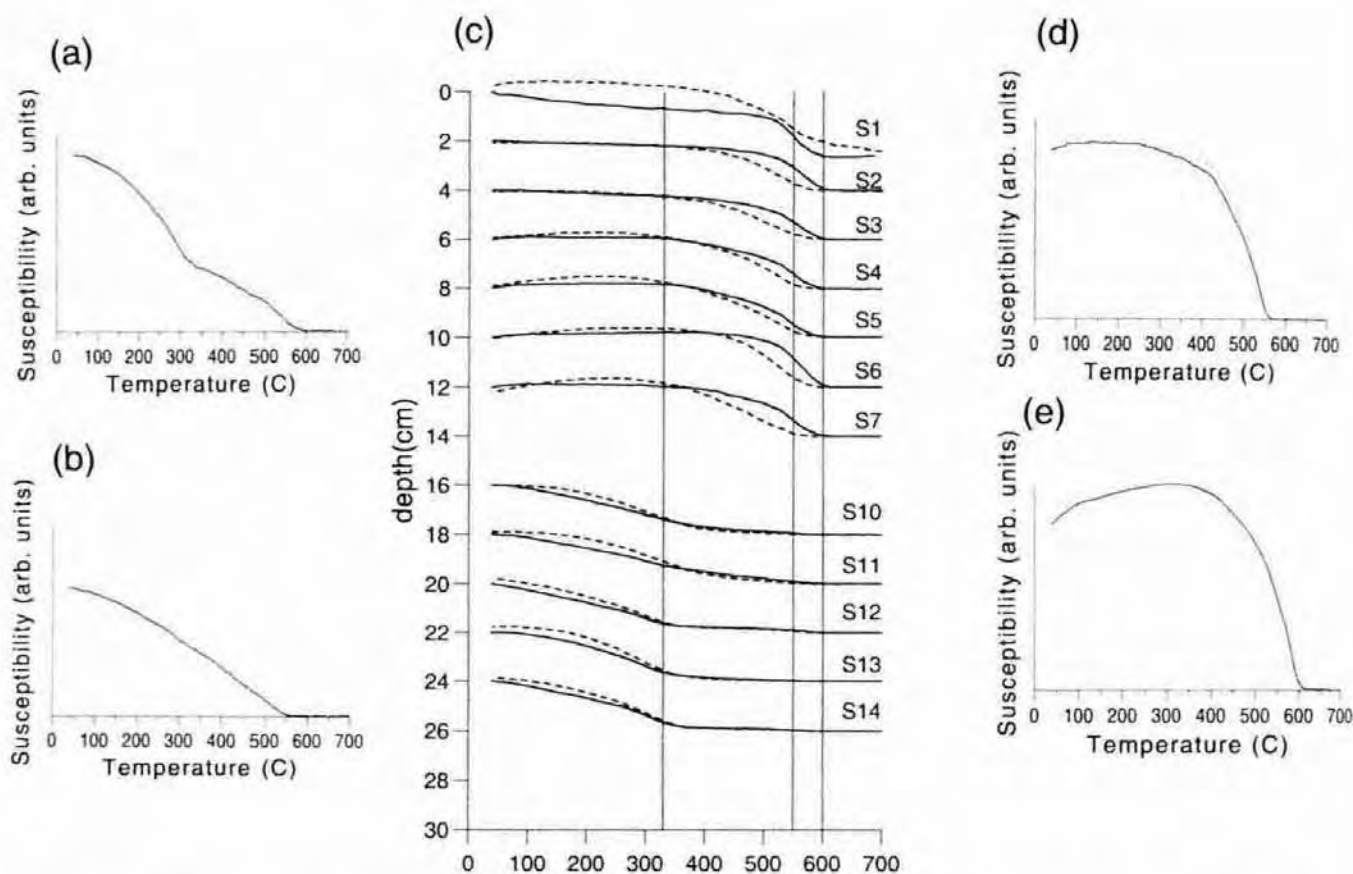 (a)
Susceptibility (arb. units)
0 100 200 300 400 500 600 700
Temperature (C)
(b)
Susceptibility (arb. units)
0 100 200 300 400 500 600 700
Temperature (C)
(c)
depth(cm)
0
2
4
6
8
10
12
14
16
18
20
22
24
26
28
30
S1
S2
S3
S4
S5
S6
S7
S10
S11
S12
S13
S14
0 100 200 300 400 500 600 700
(d)
Susceptibility (arb. units)
0 100 200 300 400 500 600 700
Temperature (C)
(e)
Susceptibility (arb. units)
0 100 200 300 400 500 600 700
Temperature (C)